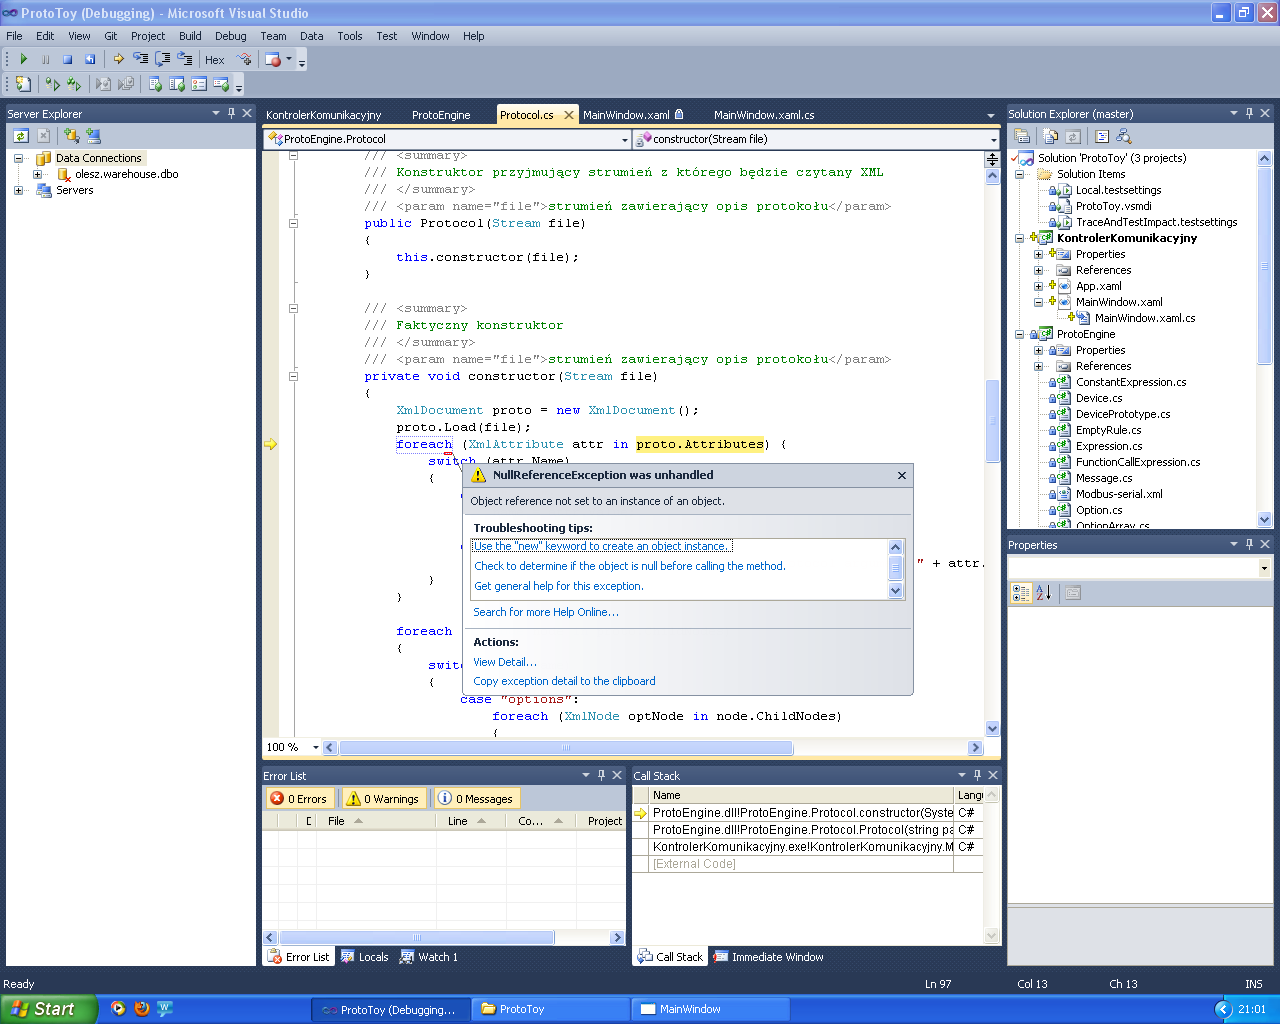 ProtoToy (Debugging) - Microsoft Visual Studio
File Edit View Git Project Build Debug Team Data Tools Test Window Help
Hex
Server Explorer
Data Connections
olesz.warehouse.dbo
Servers
KontrolerKomunikacyjny ProtoEngine Protocol.cs MainWindow.xaml MainWindow.xaml.cs
ProtoEngine.Protocol constructor(Stream file)
/// <summary>
/// Konstruktor przyjmujący strumień z którego będzie czytany XML
/// </summary>
/// <param name="file">strumień zawierający opis protokołu</param>
public Protocol(Stream file)
{
this.constructor(file);
}
/// <summary>
/// Faktyczny konstruktor
/// </summary>
/// <param name="file">strumień zawierający opis protokołu</param>
private void constructor(Stream file)
{
XmlDocument proto = new XmlDocument();
proto.Load(file);
foreach (XmlAttribute attr in proto.Attributes) {
switch (attr.Name)
{
" + attr.
}
}
foreach
{
switc
{
case "options":
foreach (XmlNode optNode in node.ChildNodes)
{
100 %
NullReferenceException was unhandled
Object reference not set to an instance of an object.
Troubleshooting tips:
Use the "new" keyword to create an object instance.
Check to determine if the object is null before calling the method.
Get general help for this exception.
Search for more Help Online...
Actions:
View Detail...
Copy exception detail to the clipboard
Solution Explorer (master)
Solution 'ProtoToy' (3 projects)
Solution Items
Local.testsettings
ProtoToy.vsmdi
TraceAndTestImpact.testsettings
KontrolerKomunikacyjny
Properties
References
App.xaml
MainWindow.xaml
MainWindow.xaml.cs
ProtoEngine
Properties
References
ConstantExpression.cs
Device.cs
DevicePrototype.cs
EmptyRule.cs
Expression.cs
FunctionCallExpression.cs
Message.cs
Modbus-serial.xml
Option.cs
OptionArray.cs
Properties
Error List
0 Errors 0 Warnings 0 Messages
File Line Co... Project
Error List Locals Watch 1
Call Stack
Name Langu
ProtoEngine.dll!ProtoEngine.Protocol.constructor(Syste C#
ProtoEngine.dll!ProtoEngine.Protocol.Protocol(string pa C#
KontrolerKomunikacyjny.exe!KontrolerKomunikacyjny.M C#
[External Code]
Call Stack Immediate Window
Ready Ln 97 Col 13 Ch 13 INS
Start ProtoToy (Debugging... ProtoToy MainWindow 21:01